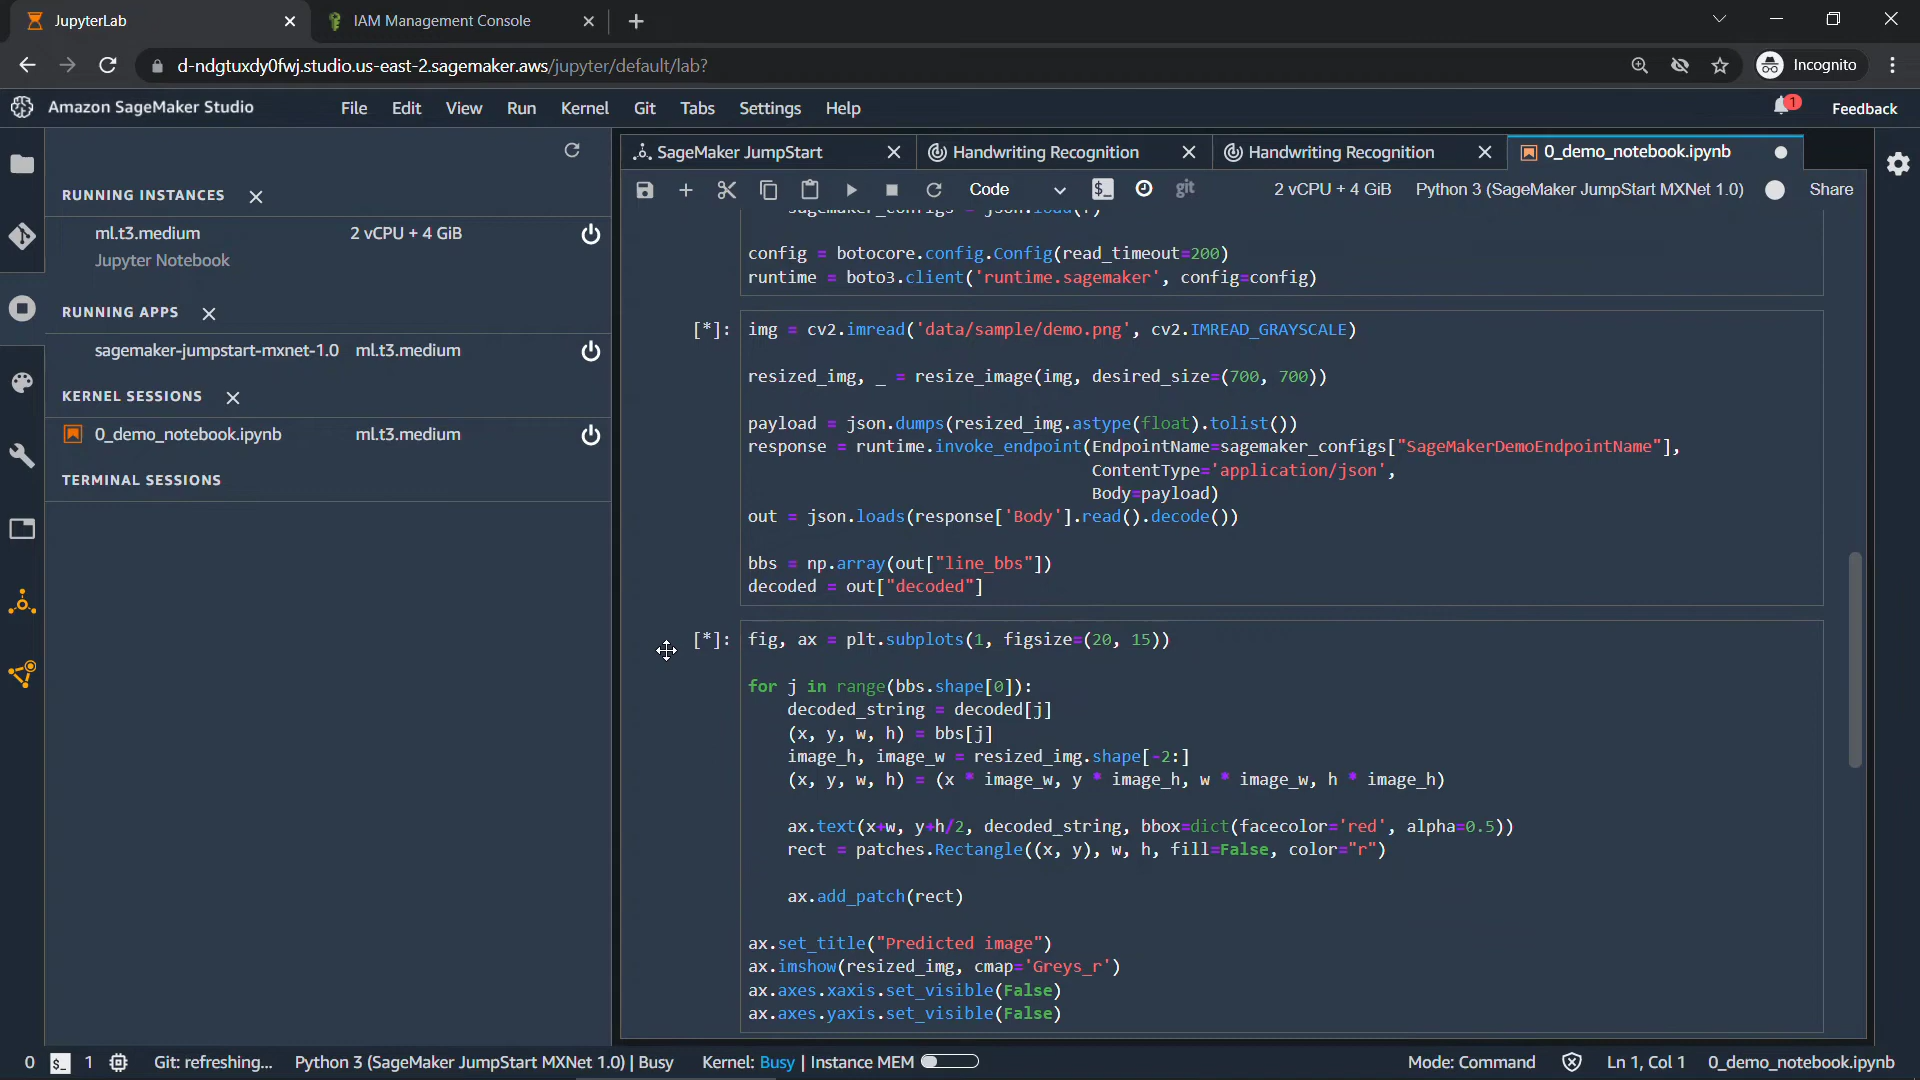 JupyterLab
IAM Management Console
d-ndgtuxdy0fwj.studio.us-east-2.sagemaker.aws/jupyter/default/lab?
Incognito
Amazon SageMaker Studio
File Edit View Run Kernel Git Tabs Settings Help
1
Feedback
RUNNING INSTANCES
ml.t3.medium 2 vCPU + 4 GiB
Jupyter Notebook
RUNNING APPS
sagemaker-jumpstart-mxnet-1.0 ml.t3.medium
KERNEL SESSIONS
0_demo_notebook.ipynb ml.t3.medium
TERMINAL SESSIONS
SageMaker JumpStart
Handwriting Recognition
Handwriting Recognition
0_demo_notebook.ipynb
Code
git
2 vCPU + 4 GiB Python 3 (SageMaker JumpStart MXNet 1.0) Share
sagemaker_configs = json.load(f)
config = botocore.config.Config(read_timeout=200)
runtime = boto3.client('runtime.sagemaker', config=config)
[*]: img = cv2.imread('data/sample/demo.png', cv2.IMREAD_GRAYSCALE)
resized_img, _ = resize_image(img, desired_size=(700, 700))
payload = json.dumps(resized_img.astype(float).tolist())
response = runtime.invoke_endpoint(EndpointName=sagemaker_configs["SageMakerDemoEndpointName"],
ContentType='application/json',
Body=payload)
out = json.loads(response['Body'].read().decode())
bbs = np.array(out["line_bbs"])
decoded = out["decoded"]
[*]: fig, ax = plt.subplots(1, figsize=(20, 15))
for j in range(bbs.shape[0]):
decoded_string = decoded[j]
(x, y, w, h) = bbs[j]
image_h, image_w = resized_img.shape[-2:]
(x, y, w, h) = (x * image_w, y * image_h, w * image_w, h * image_h)
ax.text(x+w, y+h/2, decoded_string, bbox=dict(facecolor='red', alpha=0.5))
rect = patches.Rectangle((x, y), w, h, fill=False, color="r")
ax.add_patch(rect)
ax.set_title("Predicted image")
ax.imshow(resized_img, cmap='Greys_r')
ax.axes.xaxis.set_visible(False)
ax.axes.yaxis.set_visible(False)
0 $_ 1 Git: refreshing... Python 3 (SageMaker JumpStart MXNet 1.0) | Busy Kernel: Busy | Instance MEM Mode: Command Ln 1, Col 1 0_demo_notebook.ipynb